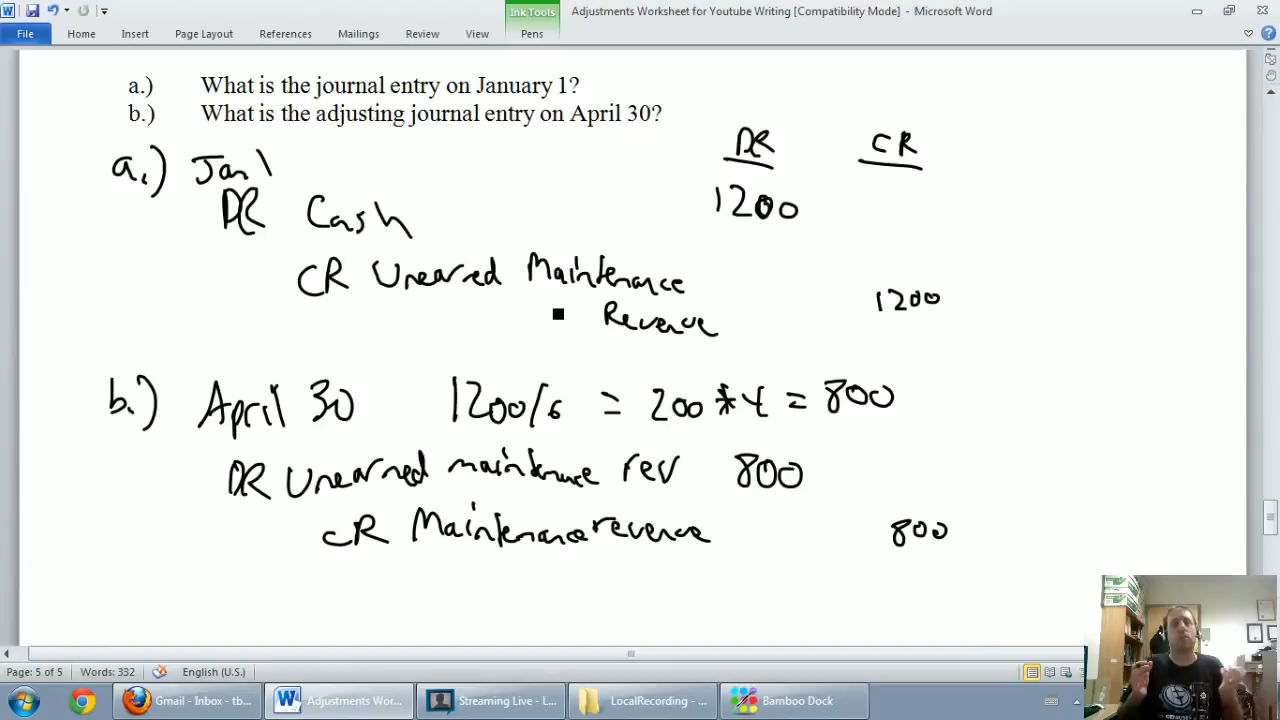 Adjustments Worksheet for Youtube Writing [Compatibility Mode] - Microsoft Word
Ink Tools
File Home Insert Page Layout References Mailings Review View Pens
a.) What is the journal entry on January 1?
b.) What is the adjusting journal entry on April 30?
DR CR
a.) Jan 1
DR Cash 1200
CR Unearned Maintenance
Revenue 1200
b.) April 30 1200/6 = 200 * 4 = 800
DR Unearned maintenance rev 800
CR Maintenance revenue 800
Page: 5 of 5 Words: 332 English (U.S.)
Gmail - Inbox - tb... Adjustments Wor... Streaming Live - L... LocalRecording - ... Bamboo Dock